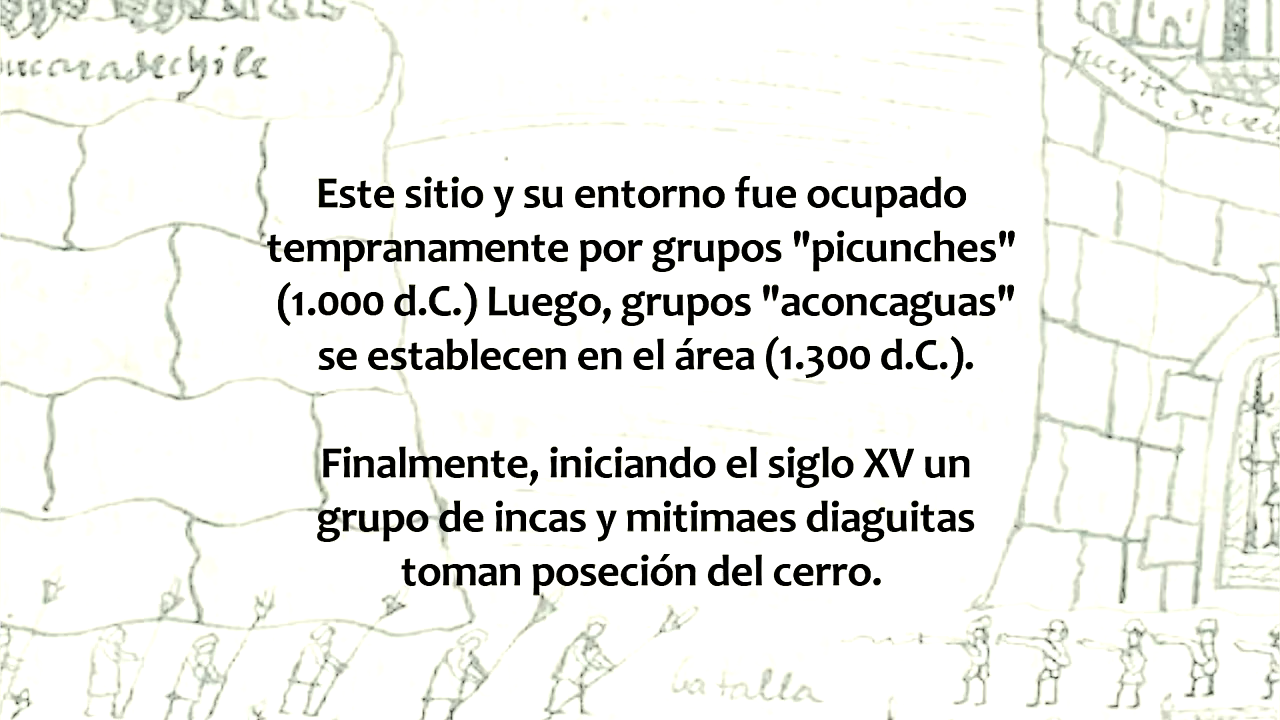 Este sitio y su entorno fue ocupado
tempranamente por grupos "picunches"
(1.000 d.C.) Luego, grupos "aconcaguas"
se establecen en el área (1.300 d.C.).
Finalmente, iniciando el siglo XV un
grupo de incas y mitimaes diaguitas
toman poseción del cerro.
batalla